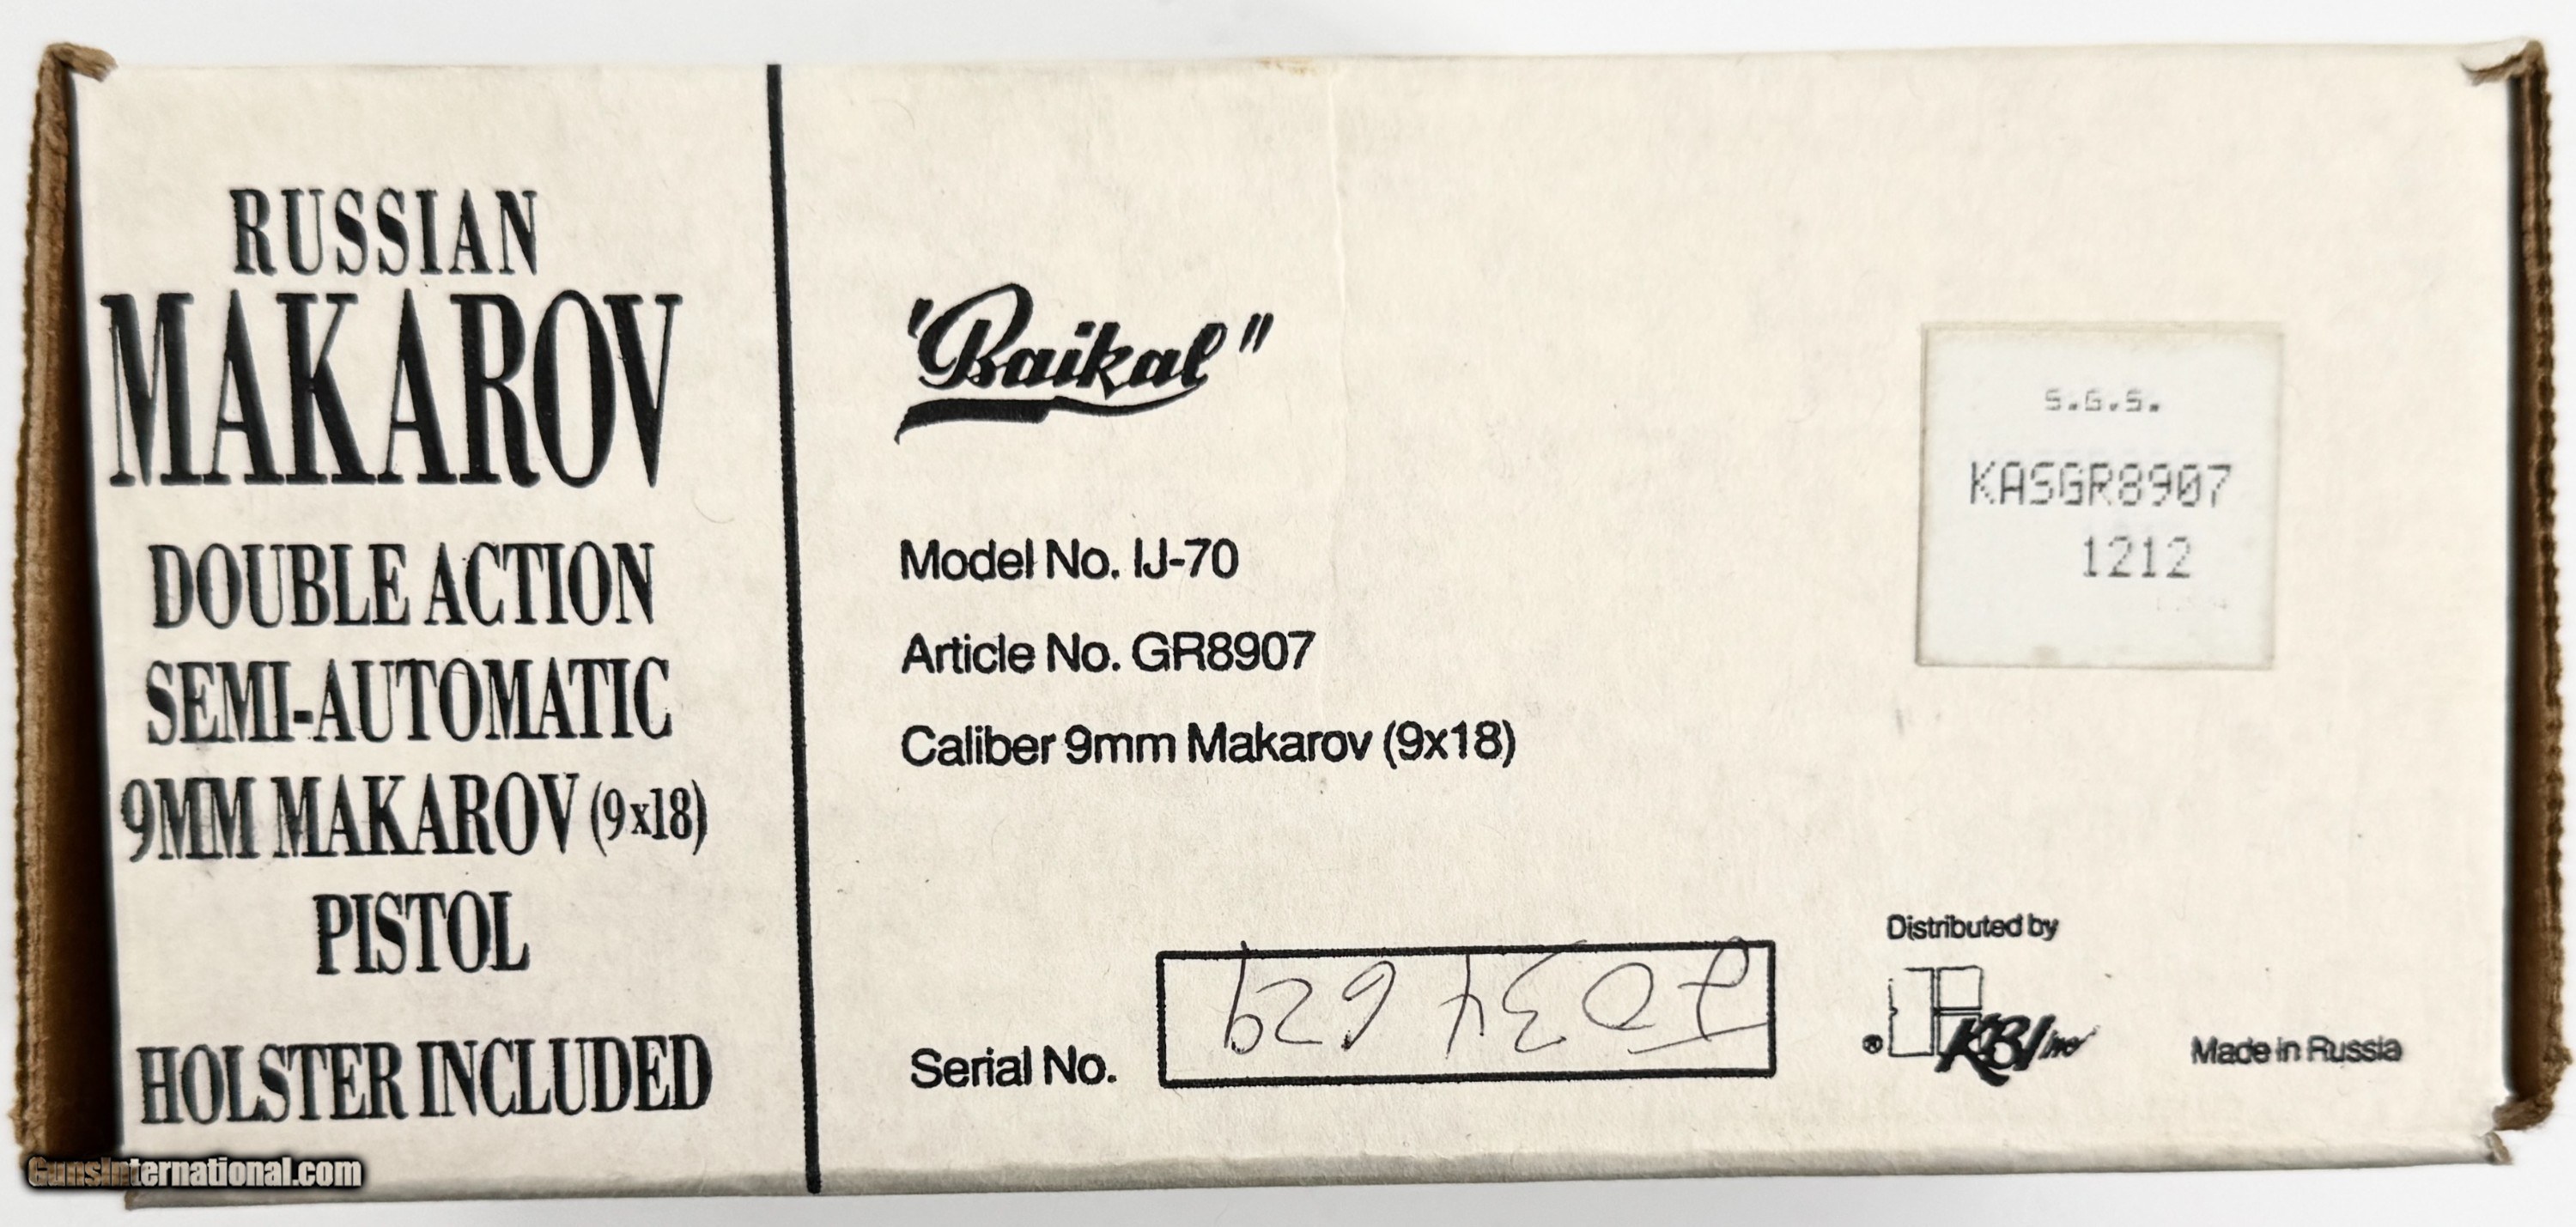 RUSSIAN
MAKAROV
DOUBLE ACTION
SEMI-AUTOMATIC
9MM MAKAROV (9x18)
PISTOL
HOLSTER INCLUDED
"Baikal"
Model No. IJ-70
Article No. GR8907
Caliber 9mm Makarov (9x18)
Serial No. 7034629
S.G.S.
KASGR8907
1212
Distributed by
® KBI inc
Made in Russia
GunsInternational.com